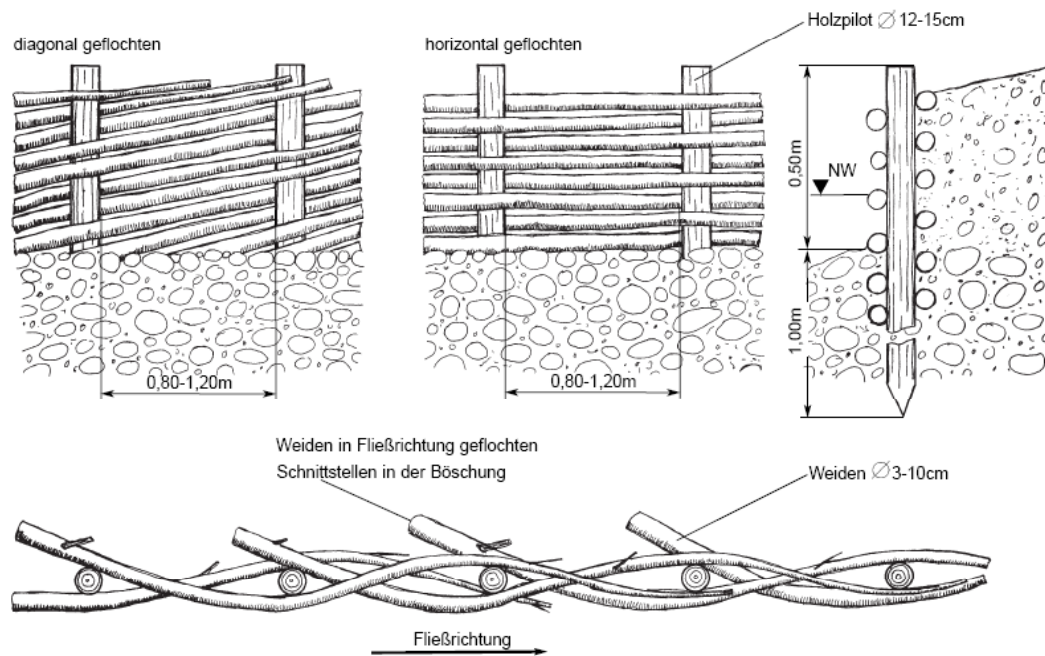 diagonal geflochten
horizontal geflochten
Holzpilot ∅ 12-15cm
0,50m
NW
1,00m
0,80-1,20m
0,80-1,20m
Weiden in Fließrichtung geflochten
Schnittstellen in der Böschung
Weiden ∅ 3-10cm
Fließrichtung